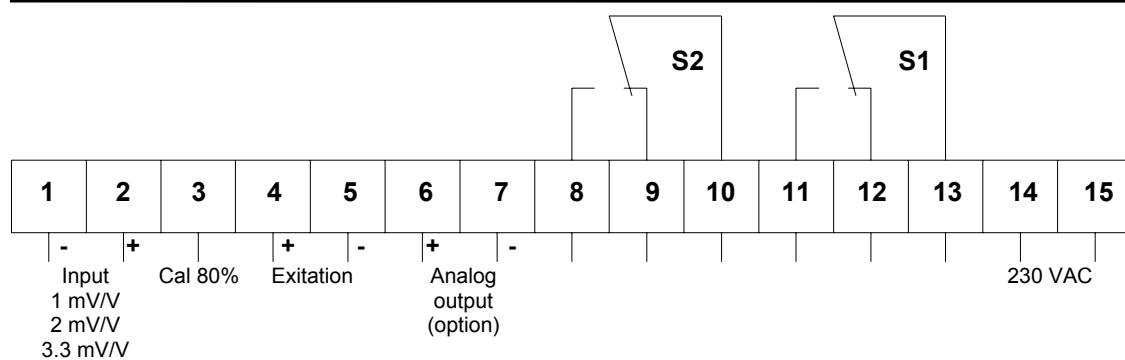 S2 S1
1 2 3 4 5 6 7 8 9 10 11 12 13 14 15
- + + - + -
Input Cal 80% Exitation Analog 230 VAC
1 mV/V output
2 mV/V (option)
3.3 mV/V